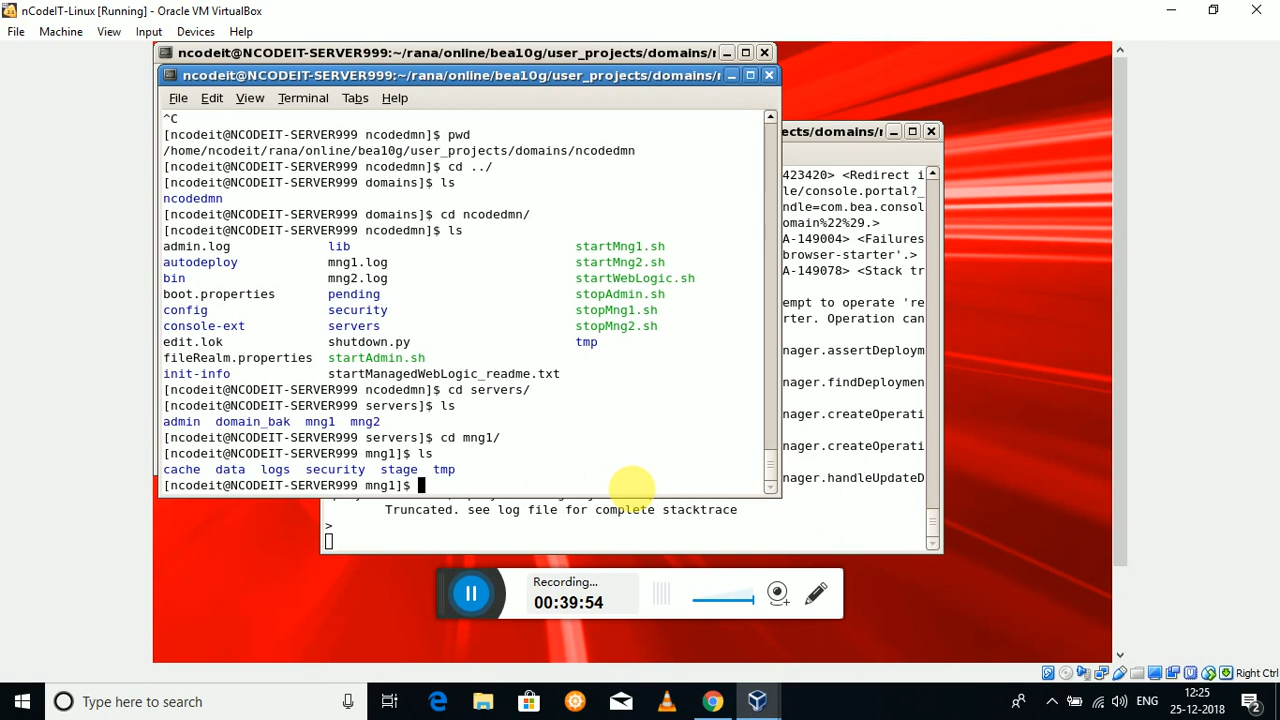 nCodeIT-Linux [Running] - Oracle VM VirtualBox
File Machine View Input Devices Help
ncodeit@NCODEIT-SERVER999:~/rana/online/bea10g/user_projects/domains/r
ncodeit@NCODEIT-SERVER999:~/rana/online/bea10g/user_projects/domains/r
File Edit View Terminal Tabs Help
^C
[ncodeit@NCODEIT-SERVER999 ncodedmn]$ pwd
/home/ncodeit/rana/online/bea10g/user_projects/domains/ncodedmn
[ncodeit@NCODEIT-SERVER999 ncodedmn]$ cd ../
[ncodeit@NCODEIT-SERVER999 domains]$ ls
ncodedmn
[ncodeit@NCODEIT-SERVER999 domains]$ cd ncodedmn/
[ncodeit@NCODEIT-SERVER999 ncodedmn]$ ls
admin.log lib startMng1.sh
autodeploy mng1.log startMng2.sh
bin mng2.log startWebLogic.sh
boot.properties pending stopAdmin.sh
config security stopMng1.sh
console-ext servers stopMng2.sh
edit.lok shutdown.py tmp
fileRealm.properties startAdmin.sh
init-info startManagedWebLogic_readme.txt
[ncodeit@NCODEIT-SERVER999 ncodedmn]$ cd servers/
[ncodeit@NCODEIT-SERVER999 servers]$ ls
admin domain_bak mng1 mng2
[ncodeit@NCODEIT-SERVER999 servers]$ cd mng1/
[ncodeit@NCODEIT-SERVER999 mng1]$ ls
cache data logs security stage tmp
[ncodeit@NCODEIT-SERVER999 mng1]$
ects/domains/r
423420> <Redirect i
le/console.portal?_
ndle=com.bea.consol
omain%22%29.>
A-149004> <Failures
browser-starter'.>
A-149078> <Stack tr
empt to operate 're
rter. Operation can
nager.assertDeploym
nager.findDeploymen
nager.createOperati
nager.createOperati
nager.handleUpdateD
Truncated. see log file for complete stacktrace
>
Recording...
00:39:54
Right Ctrl
Type here to search
ENG
12:25
25-12-2018
2